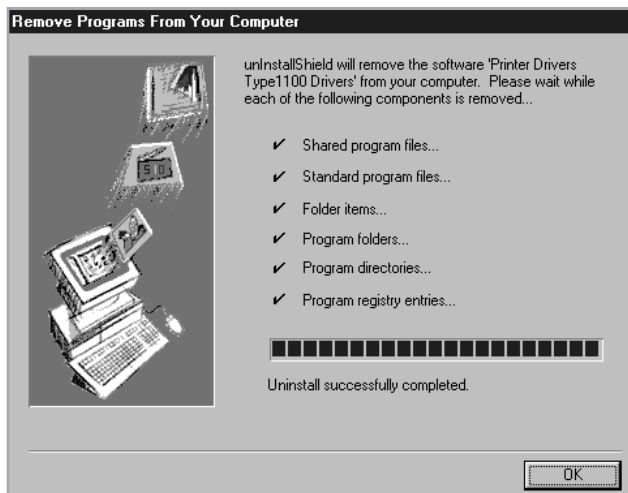 Remove Programs From Your Computer
unInstallShield will remove the software 'Printer Drivers
Type1100 Drivers' from your computer. Please wait while
each of the following components is removed...
✔ Shared program files...
✔ Standard program files...
✔ Folder items...
✔ Program folders...
✔ Program directories...
✔ Program registry entries...
Uninstall successfully completed.
OK